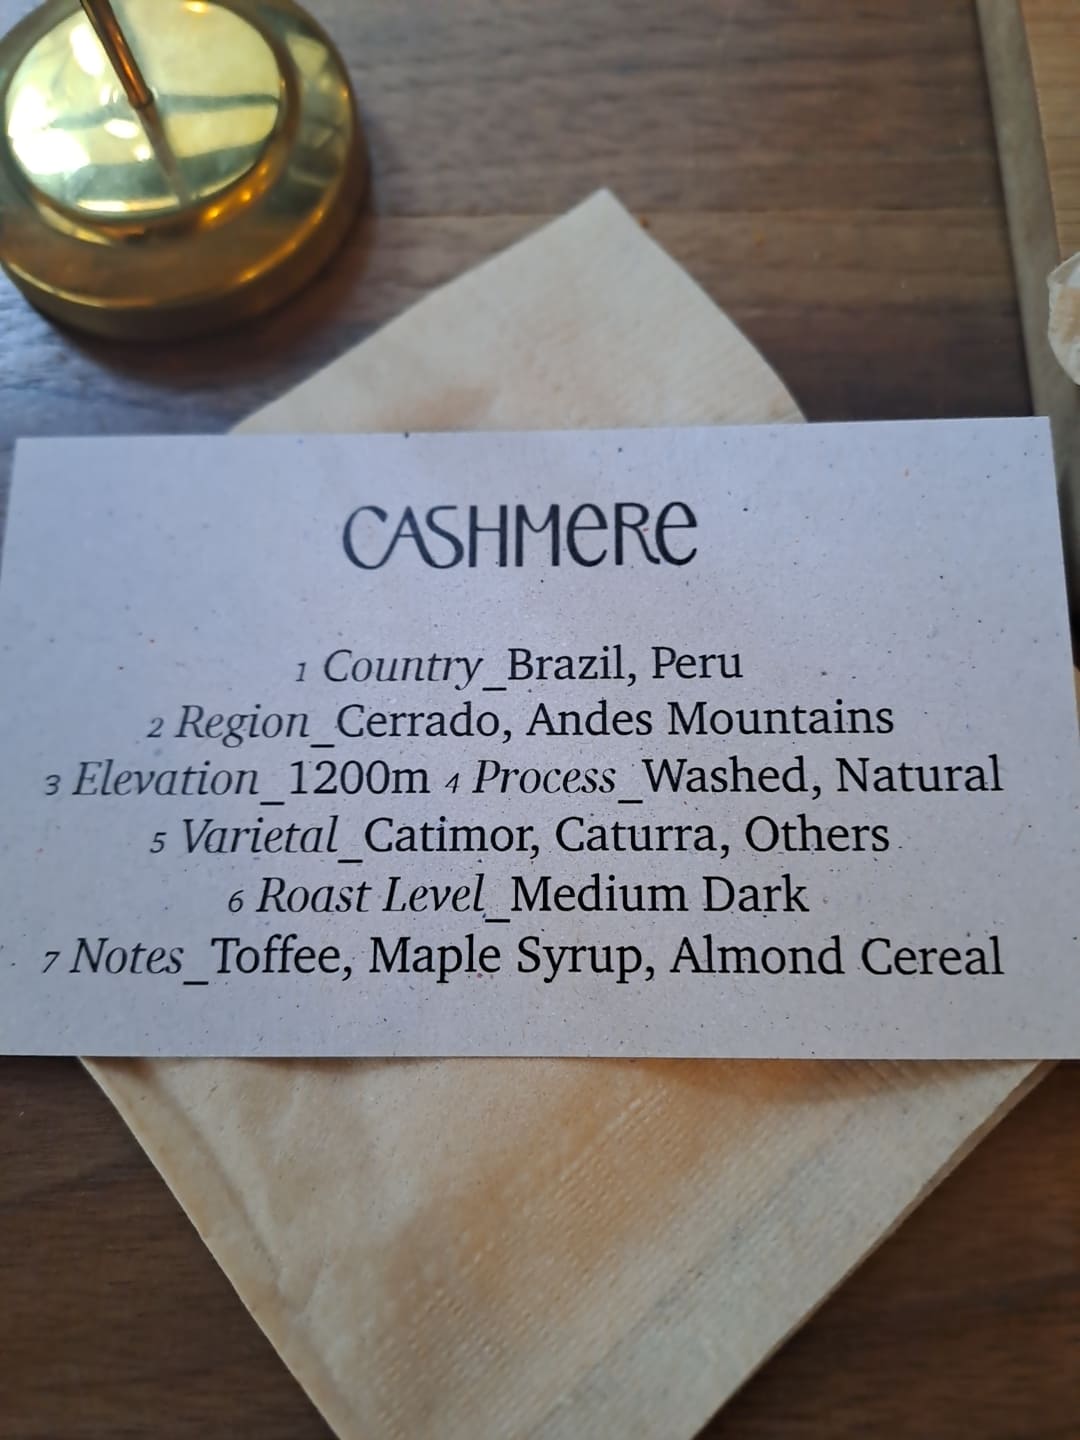 CASHMERE
1 Country_Brazil, Peru
2 Region_Cerrado, Andes Mountains
3 Elevation_1200m 4 Process_Washed, Natural
5 Varietal_Catimor, Caturra, Others
6 Roast Level_Medium Dark
7 Notes_Toffee, Maple Syrup, Almond Cereal